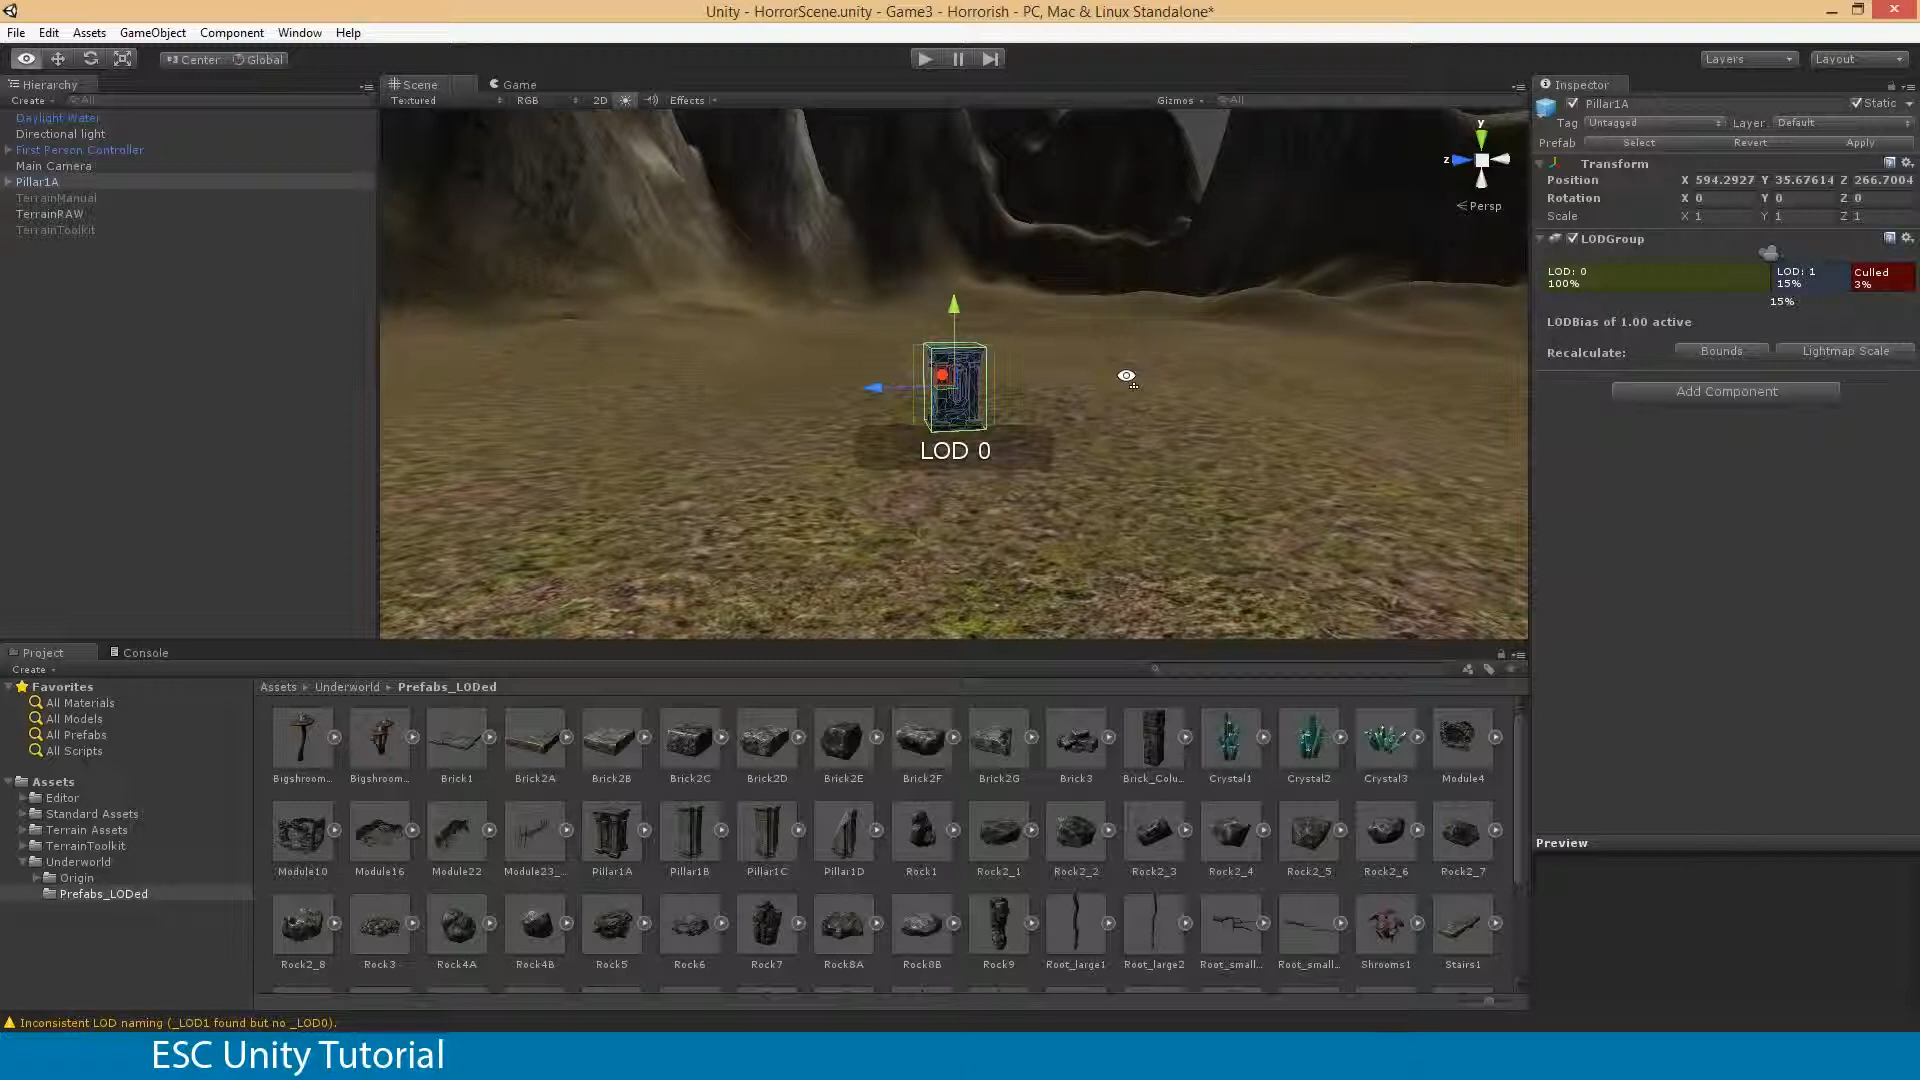 Unity - HorrorScene.unity - Game3 - Horrorish - PC, Mac & Linux Standalone*
File Edit Assets GameObject Component Window Help
Center Global Layers Layout
Hierarchy
Create All
Daylight Water
Directional light
First Person Controller
Main Camera
Pillar1A
TerrainManual
TerrainRAW
TerrainToolkit
Scene Game
Textured RGB 2D Effects Gizmos All
y
z
Persp
LOD 0
Inspector
Pillar1A Static
Tag Untagged Layer Default
Prefab Select Revert Apply
Transform
Position X 594.2927 Y 35.67614 Z 266.7004
Rotation X 0 Y 0 Z 0
Scale X 1 Y 1 Z 1
LODGroup
LOD: 0 LOD: 1 Culled
100% 15% 3%
15%
LODBias of 1.00 active
Recalculate: Bounds Lightmap Scale
Add Component
Preview
Project Console
Create
Favorites
All Materials
All Models
All Prefabs
All Scripts
Assets
Editor
Standard Assets
Terrain Assets
TerrainToolkit
Underworld
Origin
Prefabs_LODed
Assets Underworld Prefabs_LODed
Bigshroom... Bigshroom... Brick1 Brick2A Brick2B Brick2C Brick2D Brick2E Brick2F Brick2G Brick3 Brick_Colu... Crystal1 Crystal2 Crystal3 Module4
Module10 Module16 Module22 Module23_... Pillar1A Pillar1B Pillar1C Pillar1D Rock1 Rock2_1 Rock2_2 Rock2_3 Rock2_4 Rock2_5 Rock2_6 Rock2_7
Rock2_8 Rock3 Rock4A Rock4B Rock5 Rock6 Rock7 Rock8A Rock8B Rock9 Root_large1 Root_large2 Root_small... Root_small... Shrooms1 Stairs1
Inconsistent LOD naming (_LOD1 found but no _LOD0).
ESC Unity Tutorial